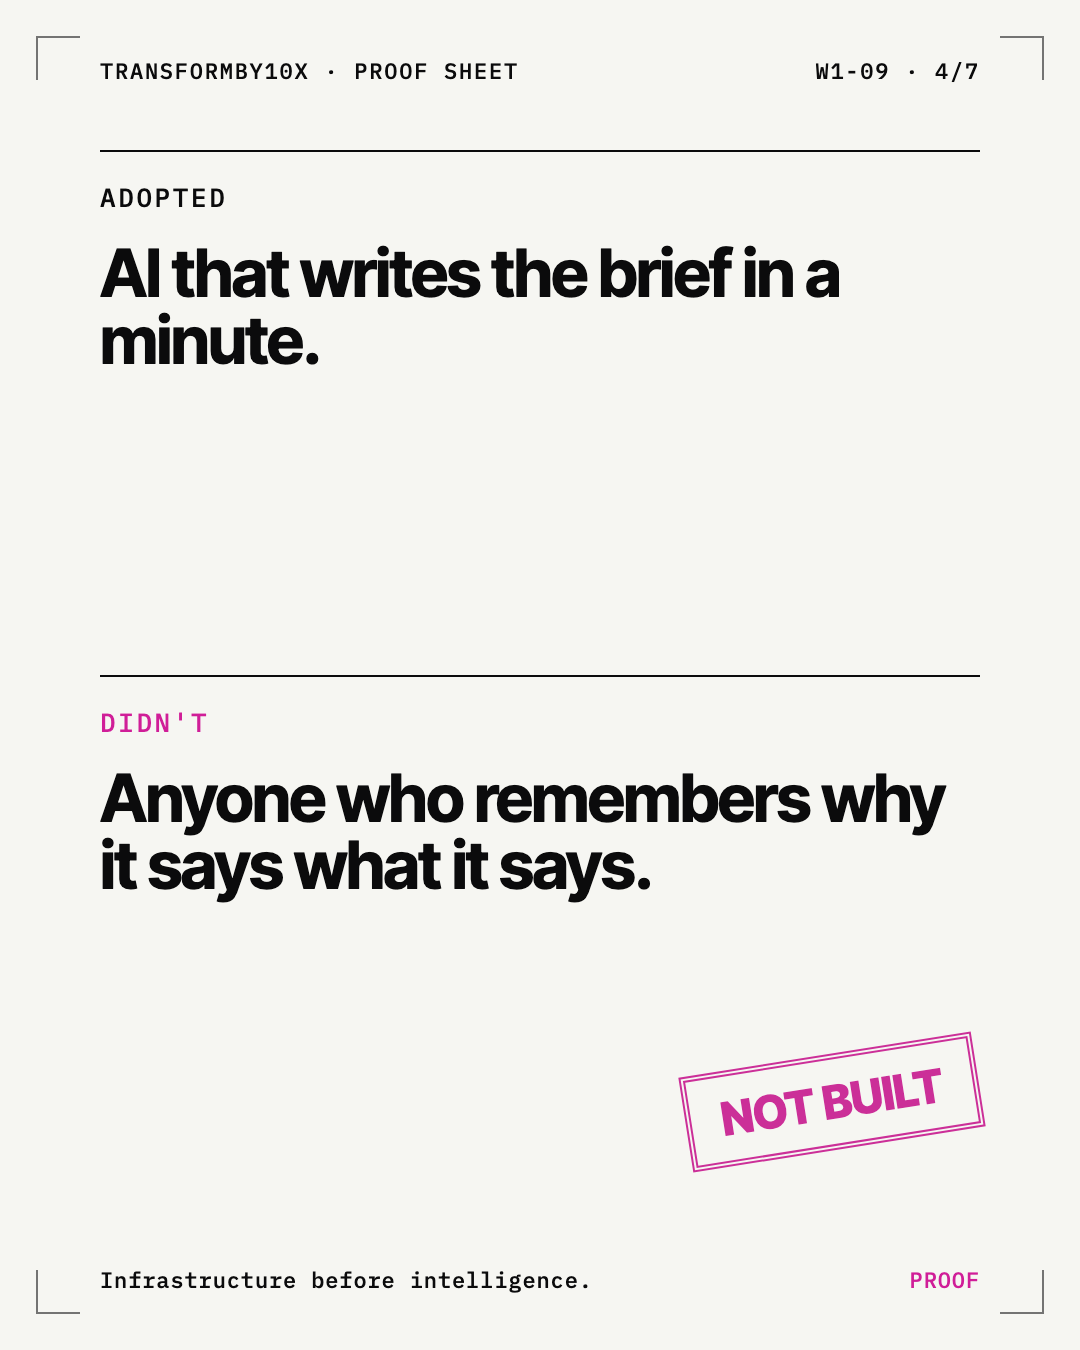 TRANSFORMBY10X · PROOF SHEET
W1-09 · 4/7
ADOPTED
AI that writes the brief in a
minute.
DIDN'T
Anyone who remembers why
it says what it says.
NOT BUILT
Infrastructure before intelligence.
PROOF